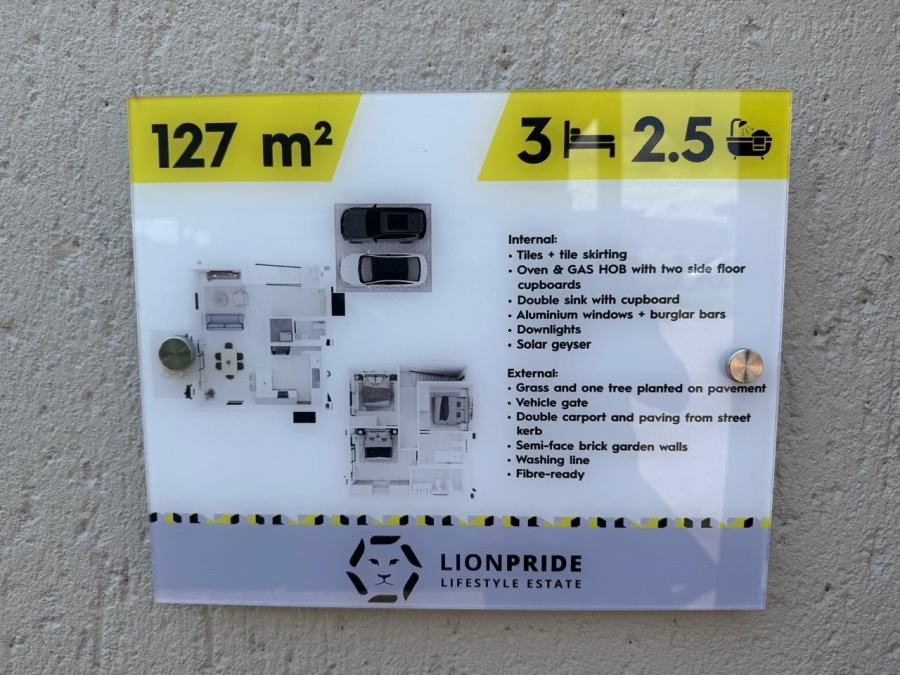 127 m²
3 2.5
Internal:
• Tiles + tile skirting
• Oven & GAS HOB with two side floor
cupboards
• Double sink with cupboard
• Aluminium windows + burglar bars
• Downlights
• Solar geyser
External:
• Grass and one tree planted on pavement
• Vehicle gate
• Double carport and paving from street
kerb
• Semi-face brick garden walls
• Washing line
• Fibre-ready
LIONPRIDE
LIFESTYLE ESTATE